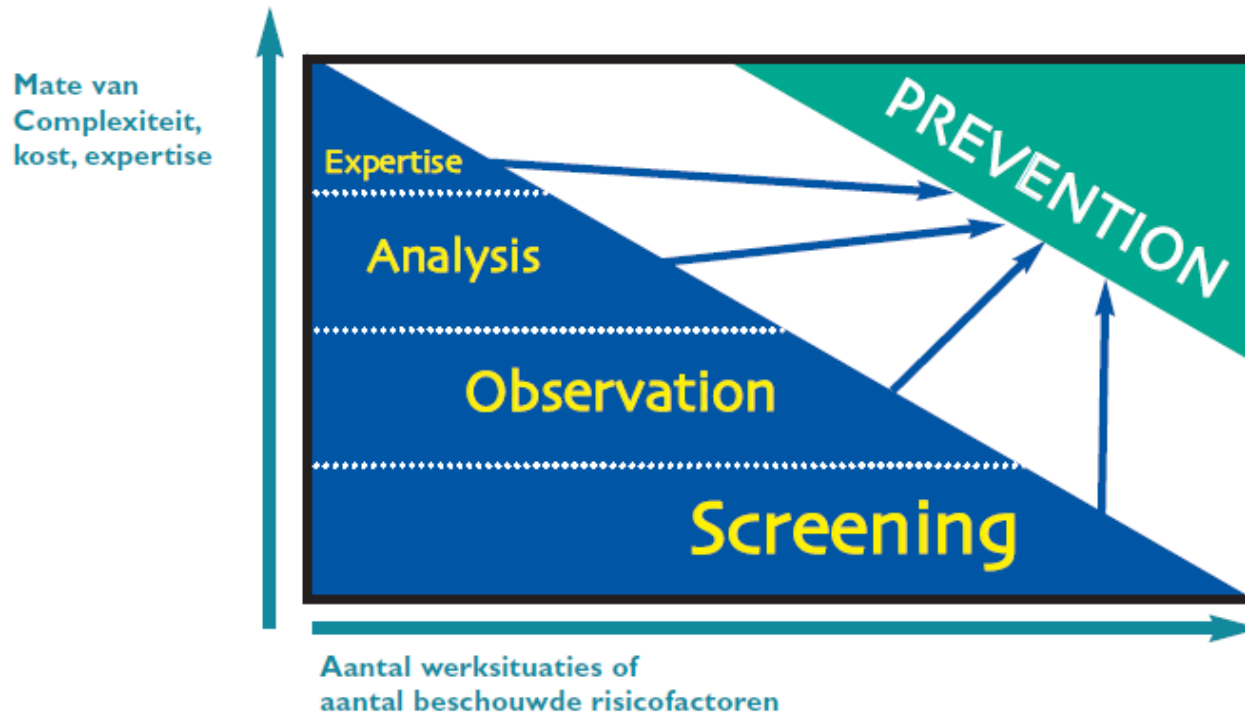 Mate van
Complexiteit,
kost, expertise
PREVENTION
Expertise
Analysis
Observation
Screening
Aantal werksituaties of
aantal beschouwde risicofactoren